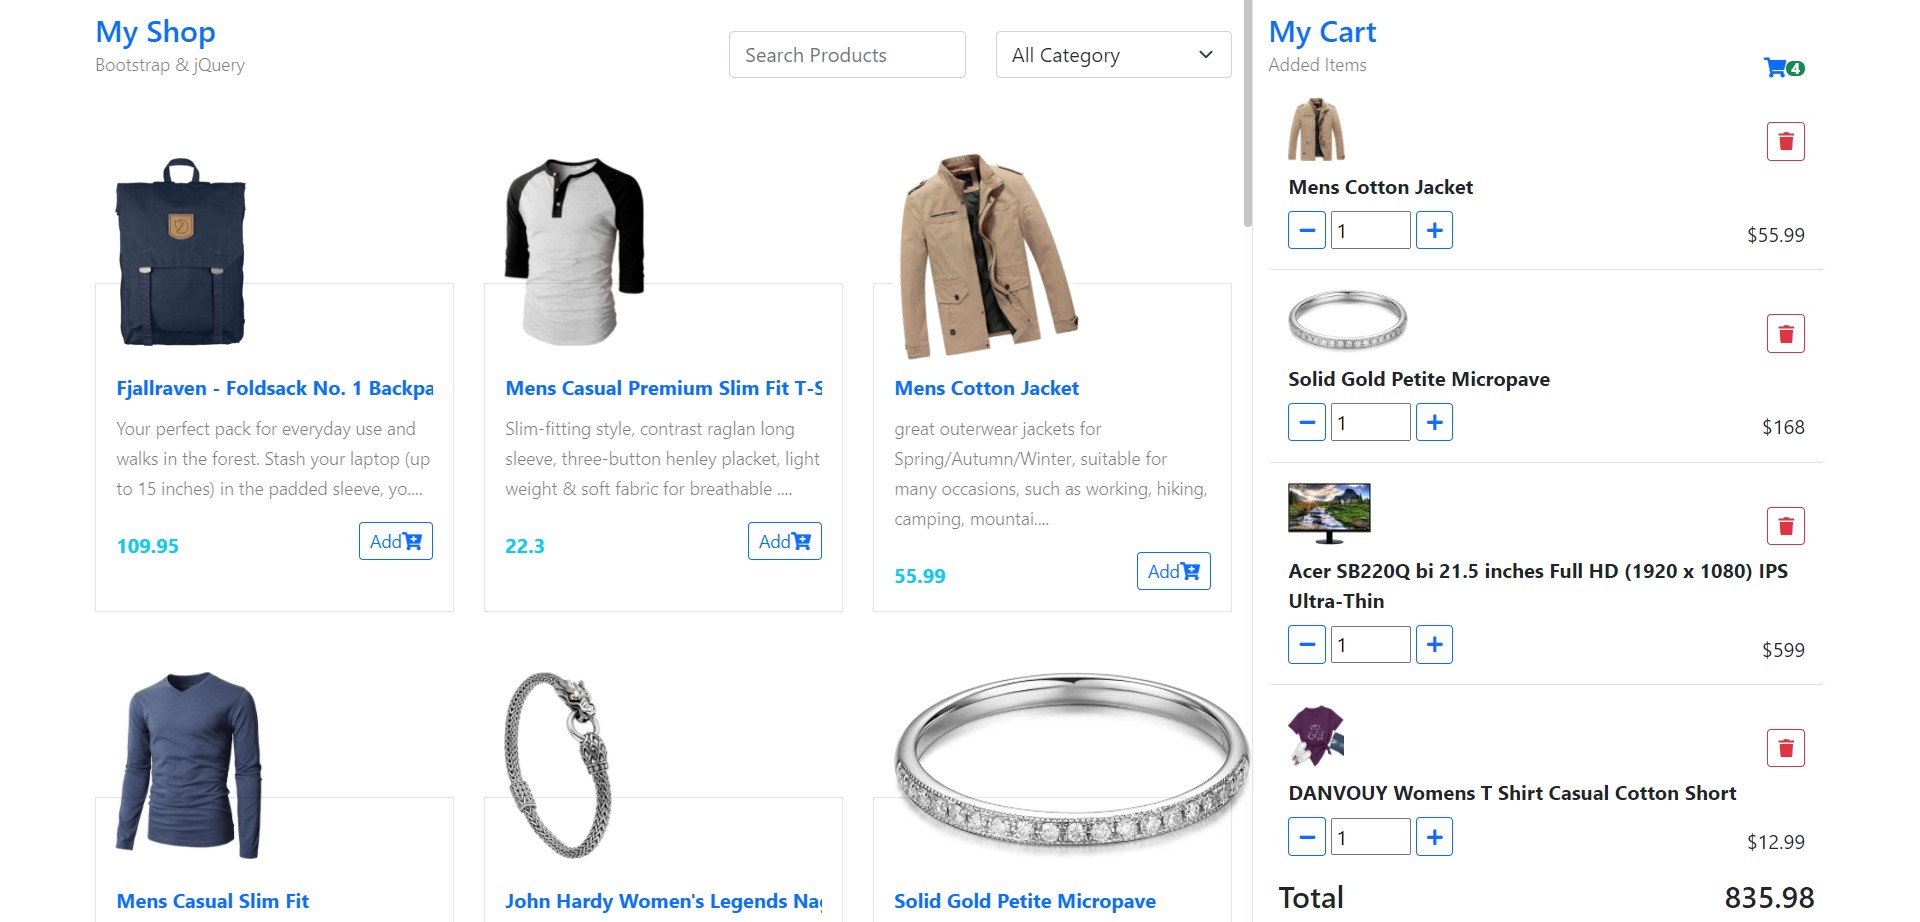 My Shop
Bootstrap & jQuery
Search Products
All Category
Fjallraven - Foldsack No. 1 Backpa
Your perfect pack for everyday use and
walks in the forest. Stash your laptop (up
to 15 inches) in the padded sleeve, yo....
109.95
Add
Mens Casual Premium Slim Fit T-S
Slim-fitting style, contrast raglan long
sleeve, three-button henley placket, light
weight & soft fabric for breathable ....
22.3
Add
Mens Cotton Jacket
great outerwear jackets for
Spring/Autumn/Winter, suitable for
many occasions, such as working, hiking,
camping, mountai....
55.99
Add
Mens Casual Slim Fit
John Hardy Women's Legends Nag
Solid Gold Petite Micropave
My Cart
Added Items
4
Mens Cotton Jacket
1
$55.99
Solid Gold Petite Micropave
1
$168
Acer SB220Q bi 21.5 inches Full HD (1920 x 1080) IPS
Ultra-Thin
1
$599
DANVOUY Womens T Shirt Casual Cotton Short
1
$12.99
Total
835.98